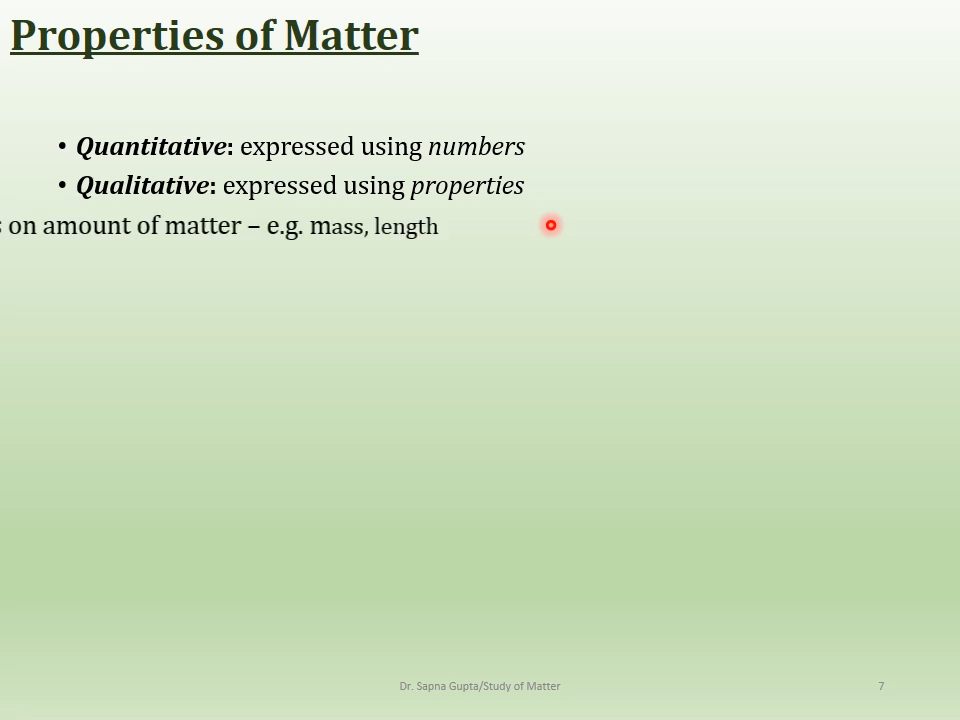 Properties of Matter
• Quantitative: expressed using numbers
• Qualitative: expressed using properties
on amount of matter – e.g. mass, length
Dr. Sapna Gupta/Study of Matter
7